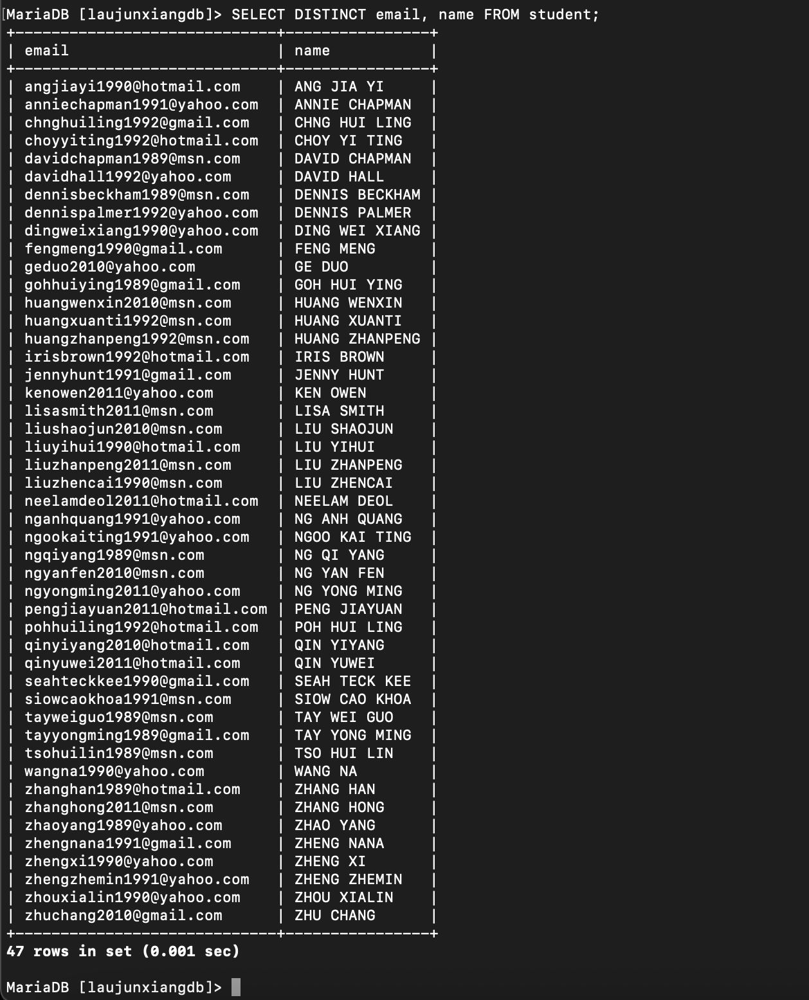 [MariaDB [laujunxiangdb]> SELECT DISTINCT email, name FROM student;
+-----------------------------+----------------+
| email                       | name           |
+-----------------------------+----------------+
| angjiayi1990@hotmail.com    | ANG JIA YI     |
| anniechapman1991@yahoo.com  | ANNIE CHAPMAN  |
| chnghuiling1992@gmail.com   | CHNG HUI LING  |
| choyyiting1992@hotmail.com  | CHOY YI TING   |
| davidchapman1989@msn.com    | DAVID CHAPMAN  |
| davidhall1992@yahoo.com     | DAVID HALL     |
| dennisbeckham1989@msn.com   | DENNIS BECKHAM |
| dennispalmer1992@yahoo.com  | DENNIS PALMER  |
| dingweixiang1990@yahoo.com  | DING WEI XIANG |
| fengmeng1990@gmail.com      | FENG MENG      |
| geduo2010@yahoo.com         | GE DUO         |
| gohhuiying1989@gmail.com    | GOH HUI YING   |
| huangwenxin2010@msn.com     | HUANG WENXIN   |
| huangxuanti1992@msn.com     | HUANG XUANTI   |
| huangzhanpeng1992@msn.com   | HUANG ZHANPENG |
| irisbrown1992@hotmail.com   | IRIS BROWN     |
| jennyhunt1991@gmail.com     | JENNY HUNT     |
| kenowen2011@yahoo.com       | KEN OWEN       |
| lisasmith2011@msn.com       | LISA SMITH     |
| liushaojun2010@msn.com      | LIU SHAOJUN    |
| liuyihui1990@hotmail.com    | LIU YIHUI      |
| liuzhanpeng2011@msn.com     | LIU ZHANPENG   |
| liuzhencai1990@msn.com      | LIU ZHENCAI    |
| neelamdeol2011@hotmail.com  | NEELAM DEOL    |
| nganhquang1991@yahoo.com    | NG ANH QUANG   |
| ngookaiting1991@yahoo.com   | NGOO KAI TING  |
| ngqiyang1989@msn.com        | NG QI YANG     |
| ngyanfen2010@msn.com        | NG YAN FEN     |
| ngyongming2011@yahoo.com    | NG YONG MING   |
| pengjiayuan2011@hotmail.com | PENG JIAYUAN   |
| pohhuiling1992@hotmail.com  | POH HUI LING   |
| qinyiyang2010@hotmail.com   | QIN YIYANG     |
| qinyuwei2011@hotmail.com    | QIN YUWEI      |
| seahteckkee1990@gmail.com   | SEAH TECK KEE  |
| siowcaokhoa1991@msn.com     | SIOW CAO KHOA  |
| tayweiguo1989@msn.com       | TAY WEI GUO    |
| tayyongming1989@gmail.com   | TAY YONG MING  |
| tsohuilin1989@msn.com       | TSO HUI LIN    |
| wangna1990@yahoo.com        | WANG NA        |
| zhanghan1989@hotmail.com    | ZHANG HAN      |
| zhanghong2011@msn.com       | ZHANG HONG     |
| zhaoyang1989@yahoo.com      | ZHAO YANG      |
| zhengnana1991@gmail.com     | ZHENG NANA     |
| zhengxi1990@yahoo.com       | ZHENG XI       |
| zhengzhemin1991@yahoo.com   | ZHENG ZHEMIN   |
| zhouxialin1990@yahoo.com    | ZHOU XIALIN    |
| zhuchang2010@gmail.com      | ZHU CHANG      |
+-----------------------------+----------------+
47 rows in set (0.001 sec)
MariaDB [laujunxiangdb]>